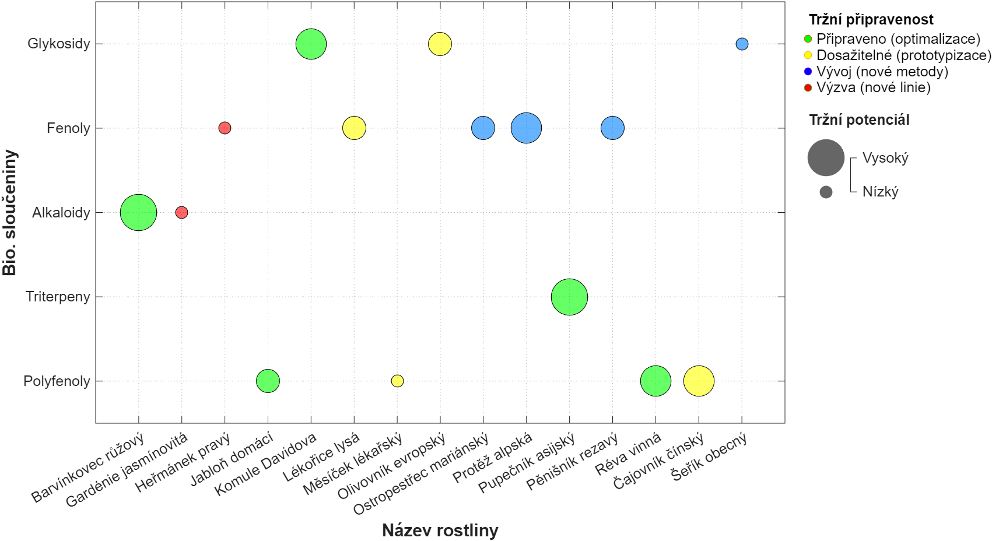 Tržní připravenost
Připraveno (optimalizace)
Dosažitelné (prototypizace)
Vývoj (nové metody)
Výzva (nové linie)
Tržní potenciál
Vysoký
Nízký
Bio. sloučeniny
Glykosidy
Fenoly
Alkaloidy
Triterpeny
Polyfenoly
Barvínkovec růžový
Gardénie jasmínovitá
Heřmánek pravý
Jabloň domácí
Komule Davidova
Lékořice lysá
Měsíček lékařský
Olivovník evropský
Ostropestřec mariánský
Protěž alpská
Pupečník asijský
Pěnišník rezavý
Réva vinná
Čajovník čínský
Šeřík obecný
Název rostliny